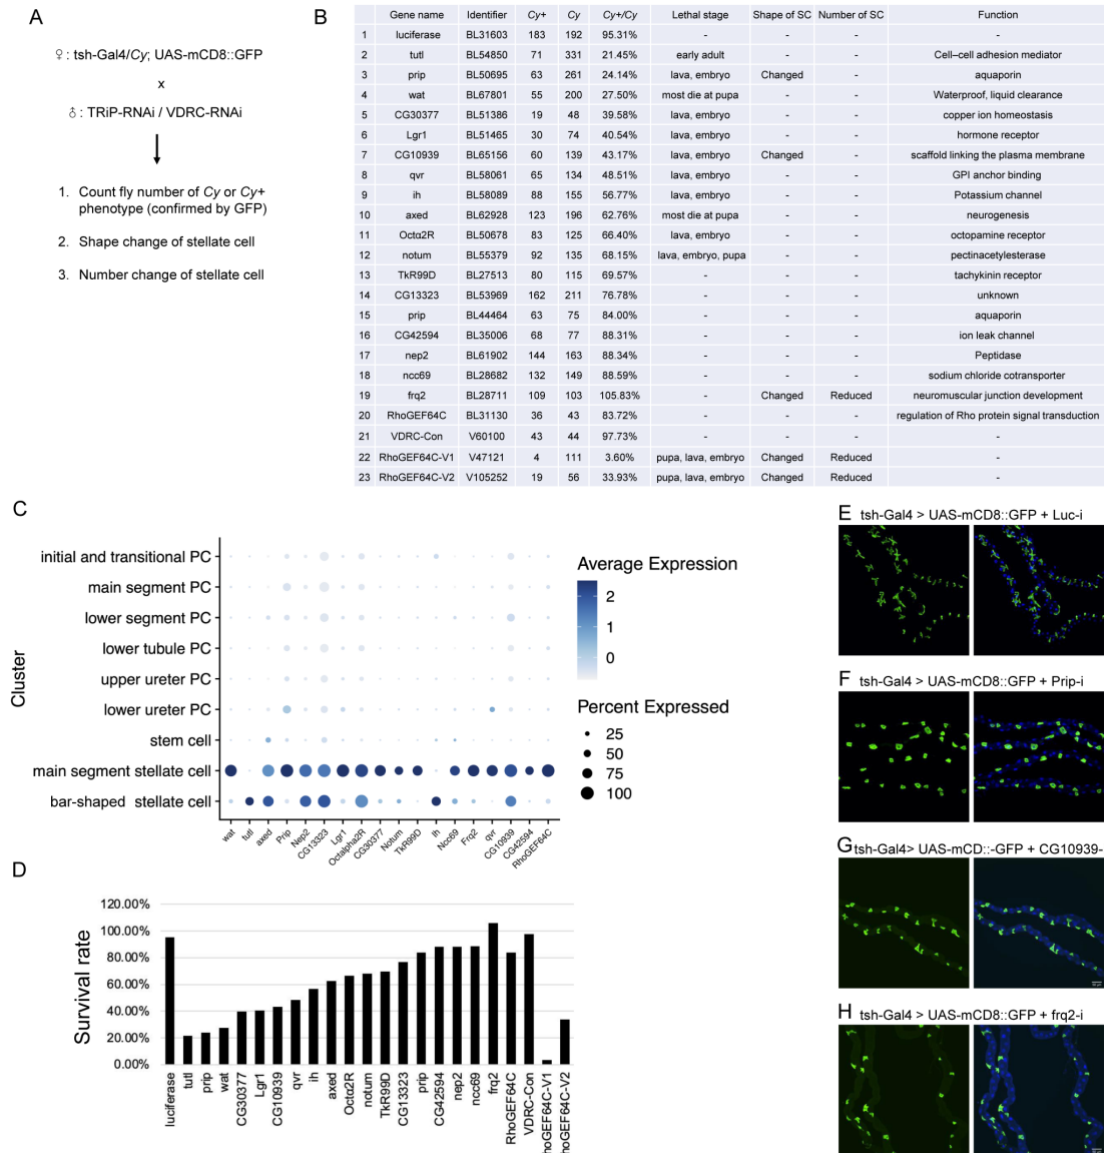 A
♀ : tsh-Gal4/Cy; UAS-mCD8::GFP
x
♂ : TRiP-RNAi / VDRC-RNAi
1. Count fly number of Cy or Cy+
phenotype (confirmed by GFP)
2. Shape change of stellate cell
3. Number change of stellate cell
B
Gene name Identifier Cy+ Cy Cy+/Cy Lethal stage Shape of SC Number of SC Function
1 luciferase BL31603 183 192 95.31% - - - -
2 tutl BL54850 71 331 21.45% early adult - - Cell–cell adhesion mediator
3 prip BL50695 63 261 24.14% lava, embryo Changed - aquaporin
4 wat BL67801 55 200 27.50% most die at pupa - - Waterproof, liquid clearance
5 CG30377 BL51386 19 48 39.58% lava, embryo - - copper ion homeostasis
6 Lgr1 BL51465 30 74 40.54% lava, embryo - - hormone receptor
7 CG10939 BL65156 60 139 43.17% lava, embryo Changed - scaffold linking the plasma membrane
8 qvr BL58061 65 134 48.51% lava, embryo - - GPI anchor binding
9 ih BL58089 88 155 56.77% lava, embryo - - Potassium channel
10 axed BL62928 123 196 62.76% most die at pupa - - neurogenesis
11 Octα2R BL50678 83 125 66.40% lava, embryo - - octopamine receptor
12 notum BL55379 92 135 68.15% lava, embryo, pupa - - pectinacetylesterase
13 TkR99D BL27513 80 115 69.57% - - - tachykinin receptor
14 CG13323 BL53969 162 211 76.78% - - - unknown
15 prip BL44464 63 75 84.00% - - - aquaporin
16 CG42594 BL35006 68 77 88.31% - - - ion leak channel
17 nep2 BL61902 144 163 88.34% - - - Peptidase
18 ncc69 BL28682 132 149 88.59% - - - sodium chloride cotransporter
19 frq2 BL28711 109 103 105.83% - Changed Reduced neuromuscular junction development
20 RhoGEF64C BL31130 36 43 83.72% - - - regulation of Rho protein signal transduction
21 VDRC-Con V60100 43 44 97.73% - - - -
22 RhoGEF64C-V1 V47121 4 111 3.60% pupa, lava, embryo Changed Reduced -
23 RhoGEF64C-V2 V105252 19 56 33.93% pupa, lava, embryo Changed Reduced -
C
Cluster
initial and transitional PC
main segment PC
lower segment PC
lower tubule PC
upper ureter PC
lower ureter PC
stem cell
main segment stellate cell
bar-shaped stellate cell
wat tutl axed Prip Nep2 CG13323 Lgr1 Octalpha2R CG30377 Notum TkR99D Ih Ncc69 Frq2 qvr CG10939 CG42594 RhoGEF64C
Average Expression
2
1
0
Percent Expressed
25
50
75
100
D
Survival rate
120.00%
100.00%
80.00%
60.00%
40.00%
20.00%
0.00%
luciferase tutl prip wat CG30377 Lgr1 CG10939 qvr ih axed Octα2R notum TkR99D CG13323 prip CG42594 nep2 ncc69 frq2 RhoGEF64C VDRC-Con hoGEF64C-V1 hoGEF64C-V2
E tsh-Gal4 > UAS-mCD8::GFP + Luc-i
F tsh-Gal4 > UAS-mCD8::GFP + Prip-i
G tsh-Gal4> UAS-mCD::-GFP + CG10939-
H tsh-Gal4 > UAS-mCD8::GFP + frq2-i